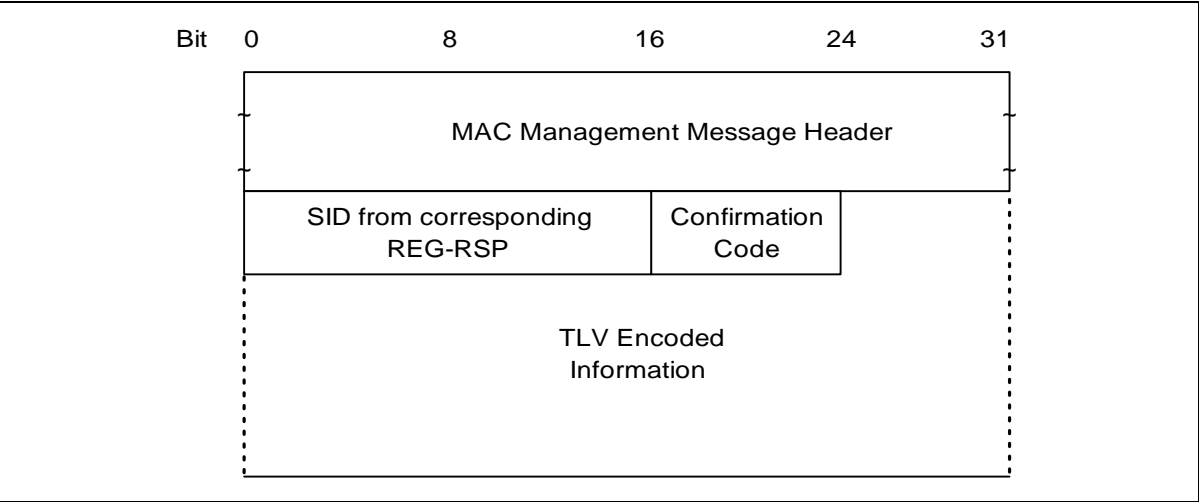 Bit 0 8 16 24 31
MAC Management Message Header
SID from corresponding
REG-RSP
Confirmation
Code
TLV Encoded
Information